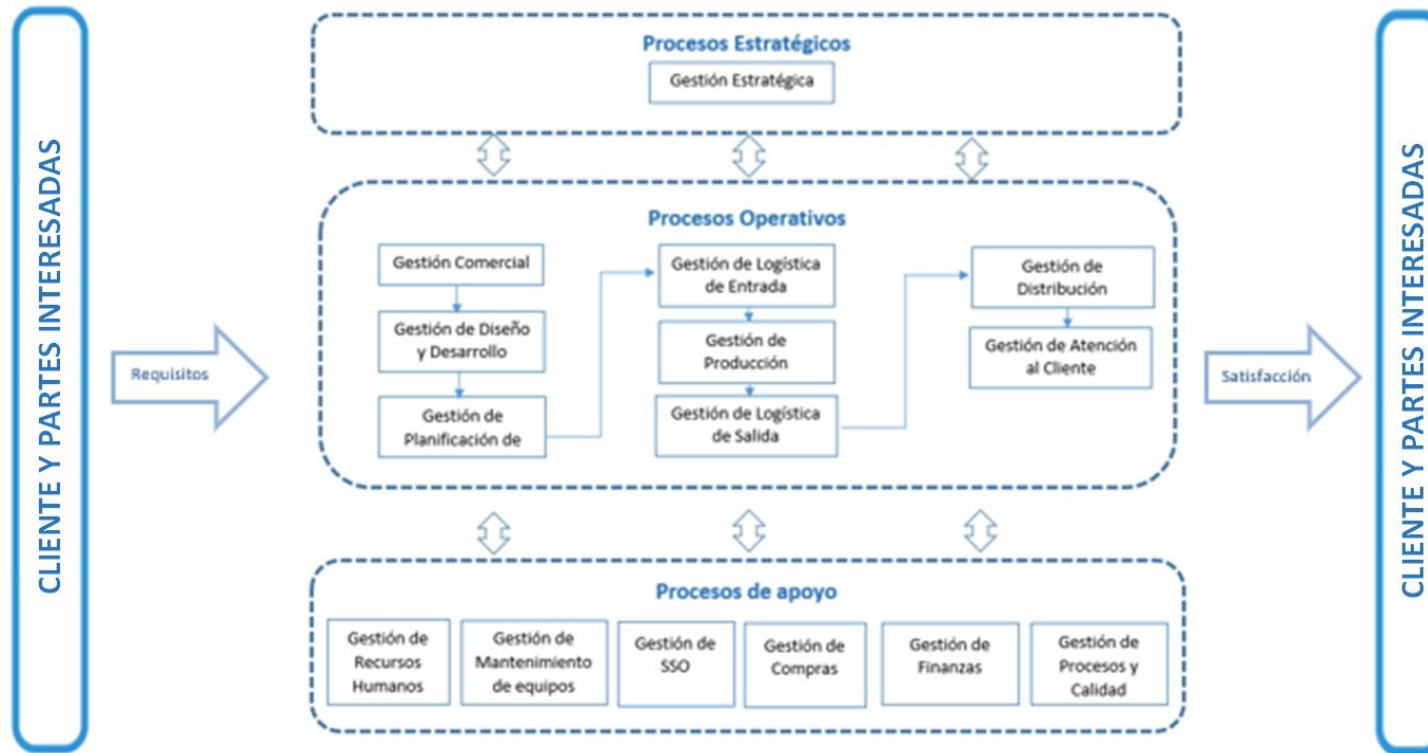 CLIENTE Y PARTES INTERESADAS
Requisitos
Procesos Estratégicos
Gestión Estratégica
Procesos Operativos
Gestión Comercial
Gestión de Diseño
y Desarrollo
Gestión de
Planificación de
Gestión de Logística
de Entrada
Gestión de
Producción
Gestión de Logística
de Salida
Gestión de
Distribución
Gestión de Atención
al Cliente
Procesos de apoyo
Gestión de
Recursos
Humanos
Gestión de
Mantenimiento
de equipos
Gestión de
SSO
Gestión de
Compras
Gestión de
Finanzas
Gestión de
Procesos y
Calidad
Satisfacción
CLIENTE Y PARTES INTERESADAS